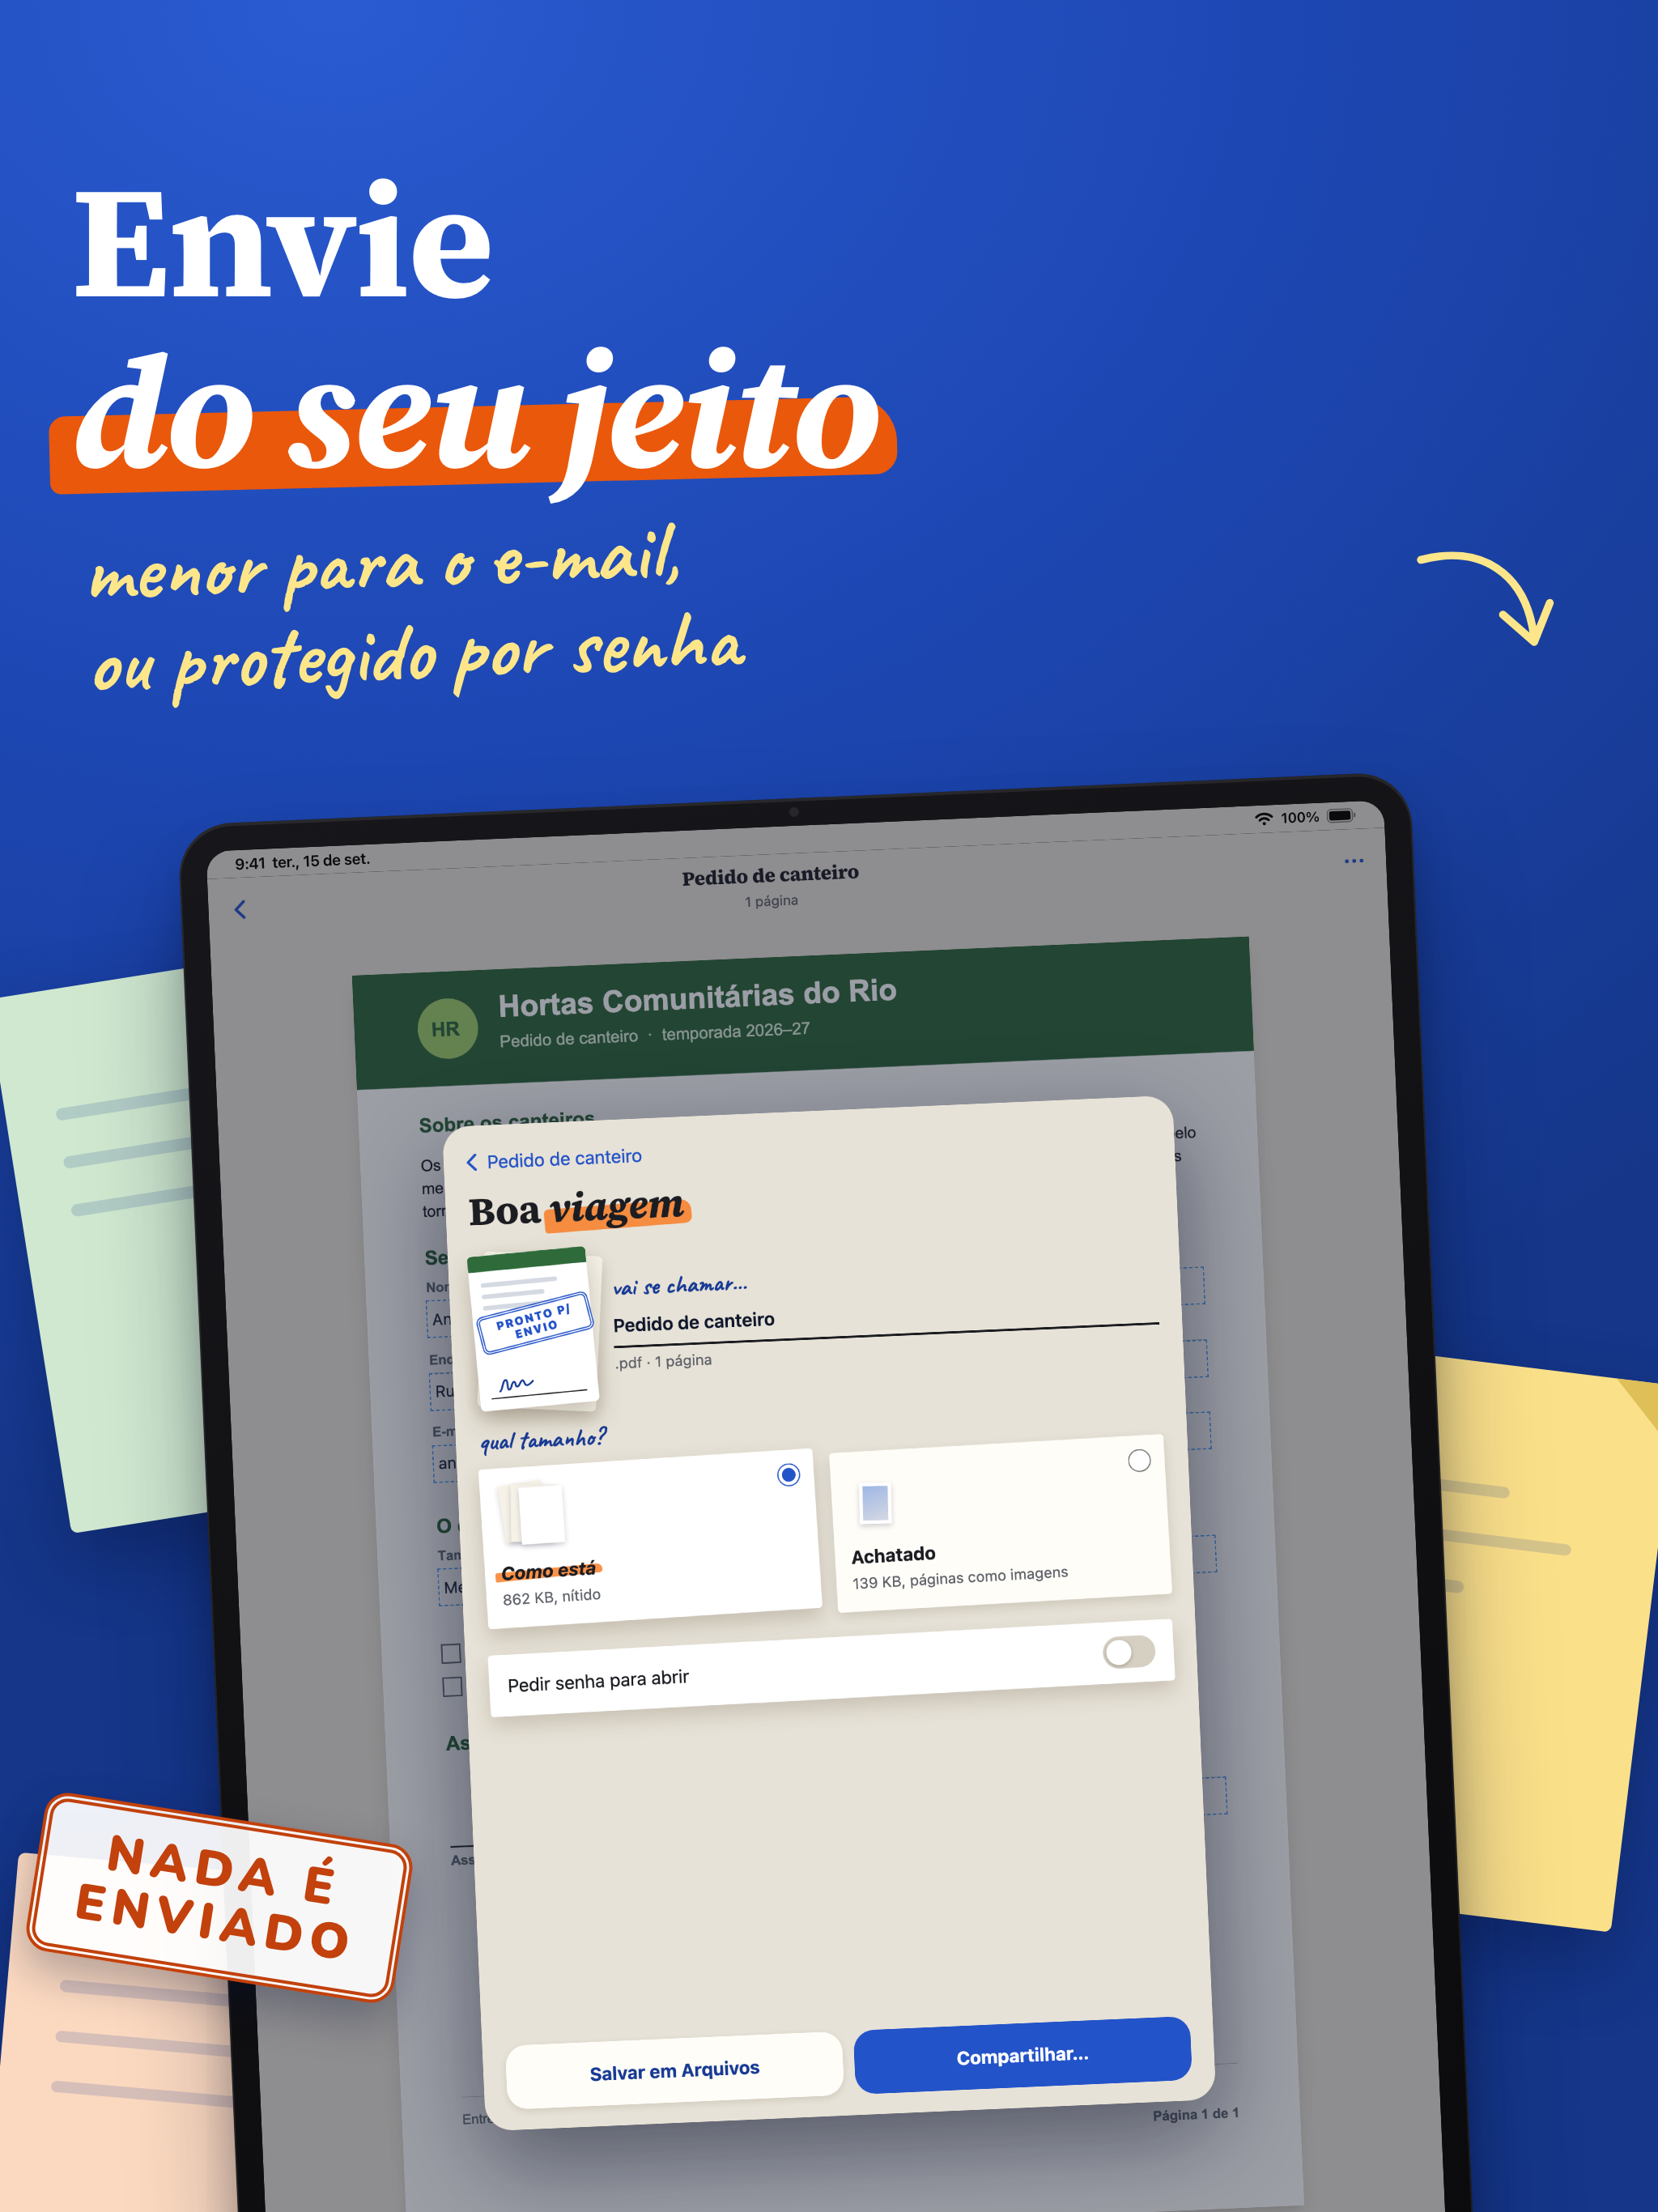 Envie
do seu jeito
menor para o e-mail,
ou protegido por senha
9:41 ter., 15 de set.
100%
Pedido de canteiro
1 página
HR
Hortas Comunitárias do Rio
Pedido de canteiro · temporada 2026–27
Sobre os canteiros
Os
Pedido de canteiro
Boa viagem
PRONTO P/
ENVIO
vai se chamar...
Pedido de canteiro
.pdf · 1 página
qual tamanho?
Como está
862 KB, nítido
Achatado
139 KB, páginas como imagens
Pedir senha para abrir
NADA É
ENVIADO
Salvar em Arquivos
Compartilhar...
Página 1 de 1